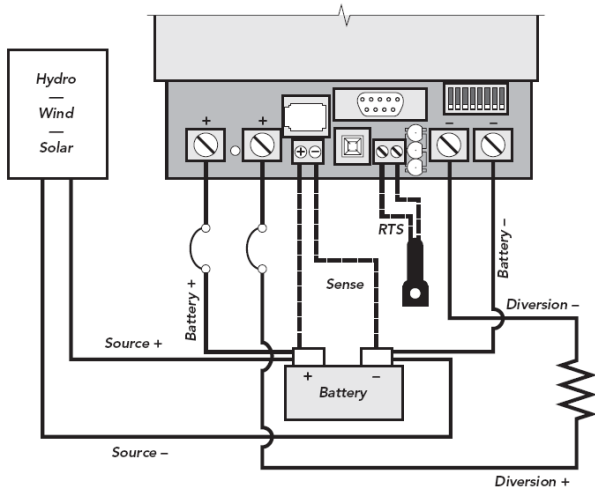 Hydro
—
Wind
—
Solar
+
+
+ −
−
−
RTS
Sense
Battery +
Battery −
Diversion −
Source +
+
−
Battery
Source −
Diversion +